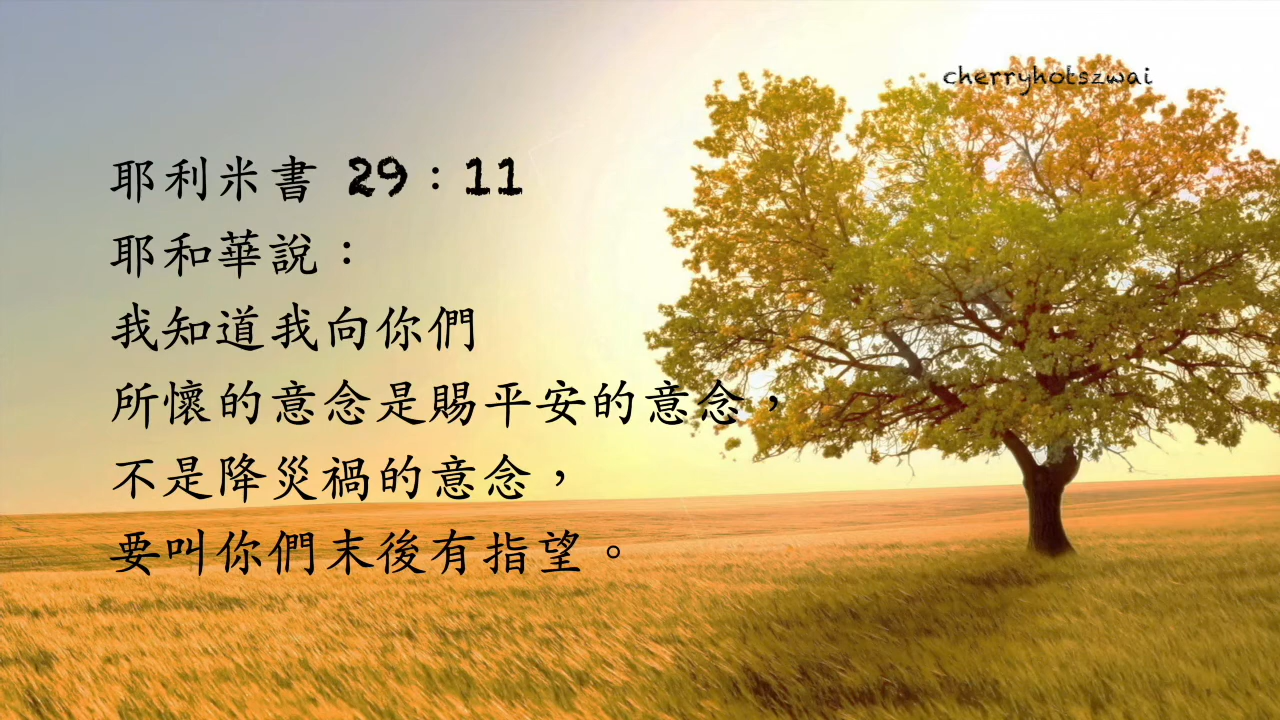 cherryhotszwai
耶利米書 29：11
耶和華說：
我知道我向你們
所懷的意念是賜平安的意念，
不是降災禍的意念，
要叫你們末後有指望。